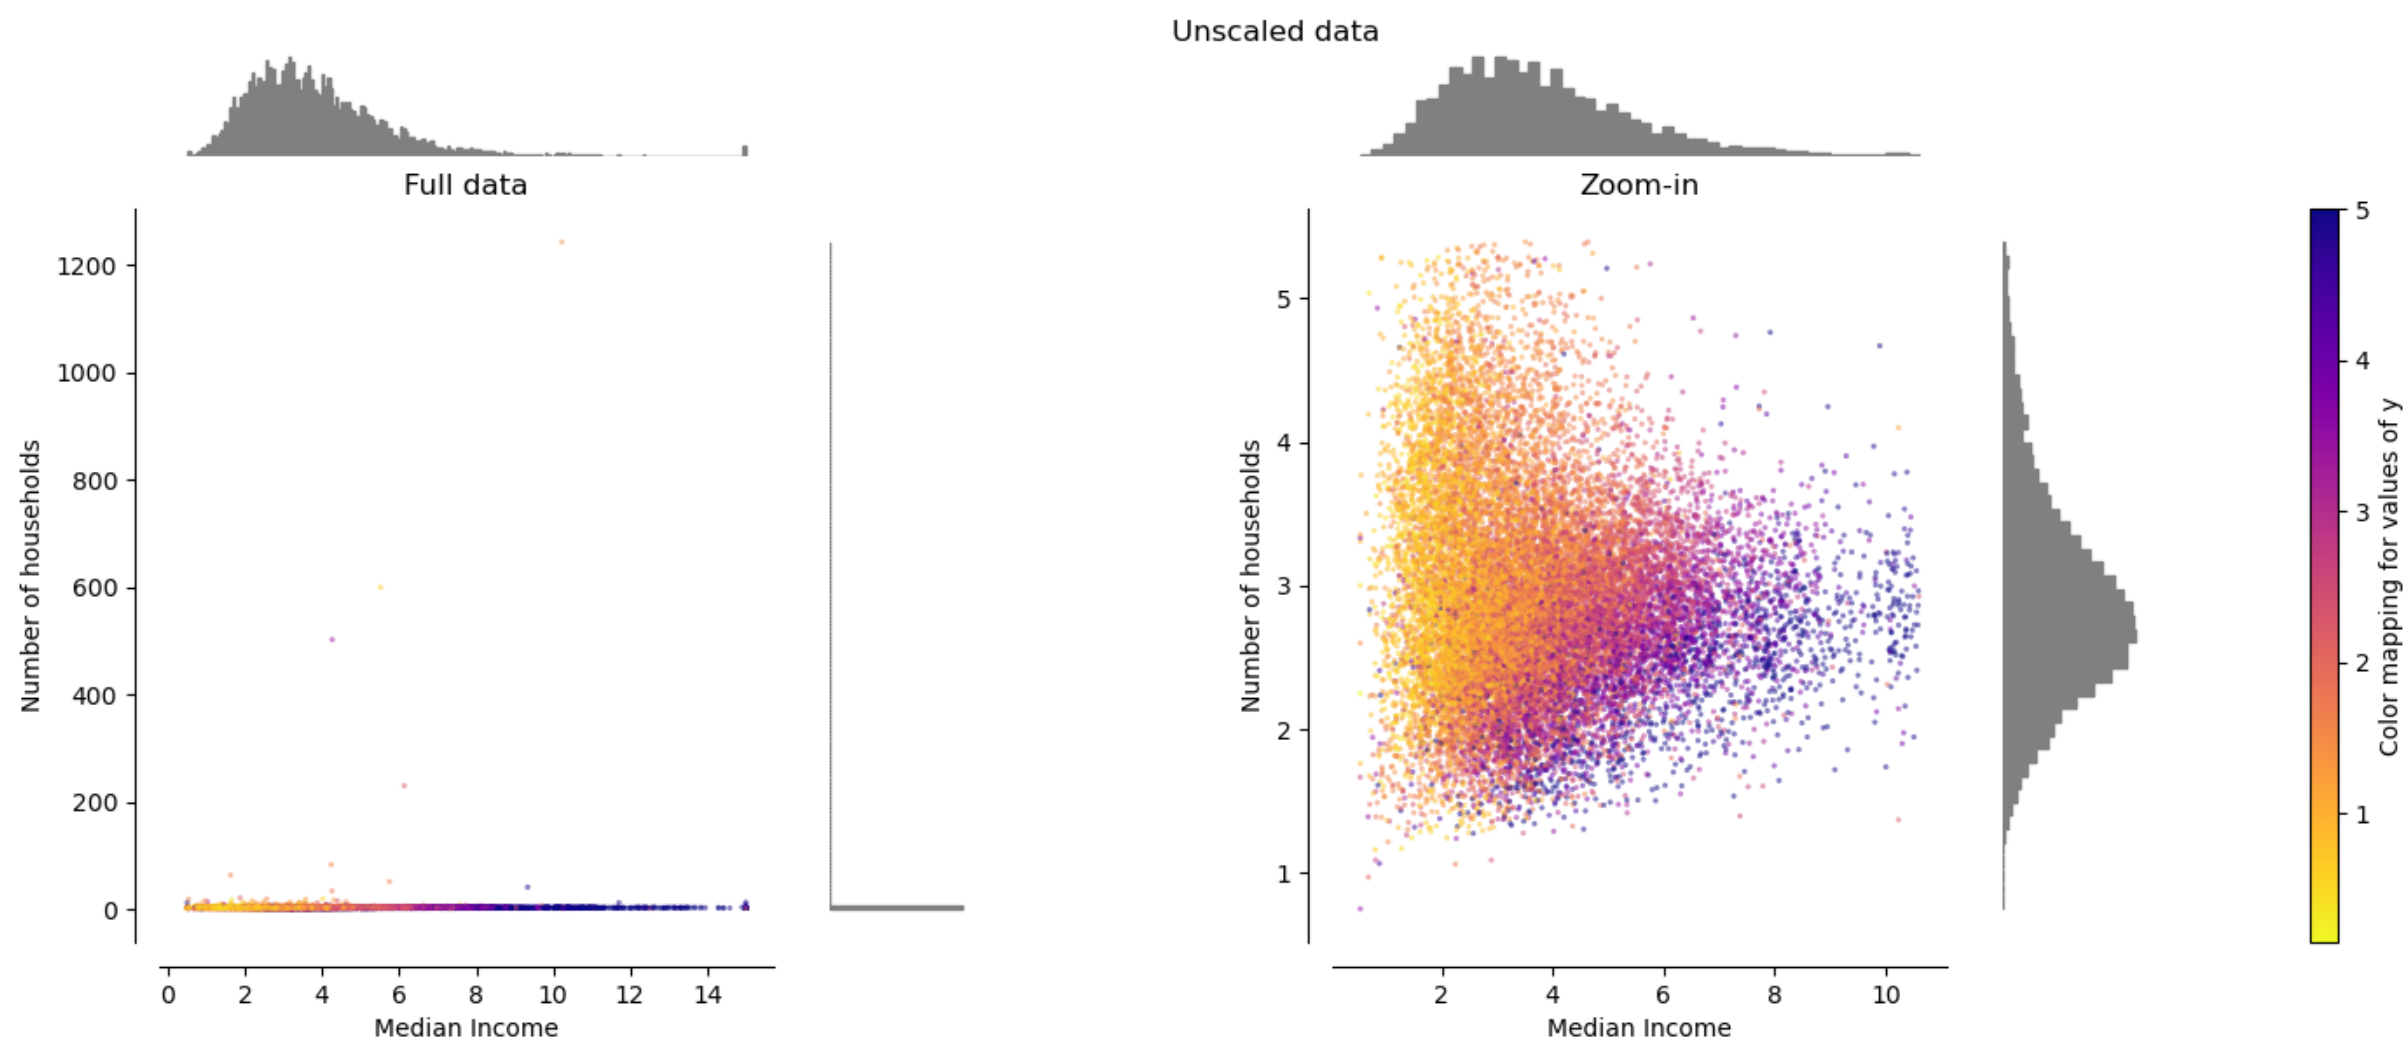 Unscaled data
Full data
Zoom-in
1200
1000
800
600
400
200
0
Number of households
0 2 4 6 8 10 12 14
Median Income
5
4
3
2
1
Number of households
2 4 6 8 10
Median Income
5
4
3
2
1
Color mapping for values of y